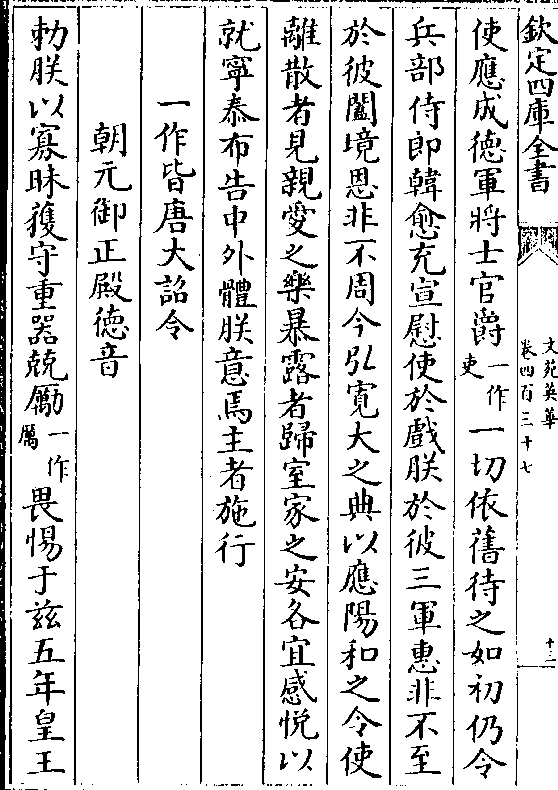 欽定四庫全書
文苑英華
卷四百三十七
十二
使應成德軍將士官爵一作吏一切依舊待之如初仍令
兵部侍郎韓愈充宣慰使於戲朕於彼三軍惠非不至
於彼闔境恩非不周今弘寛大之典以應陽和之令使
離散者見親愛之樂暴露者歸室家之安各宜感悦以
就寧泰布告中外體朕意焉主者施行
一作皆唐大詔令
朝元御正殿德音
勅朕以寡昧獲守重器兢勵一作厲畏惕于兹五年皇王